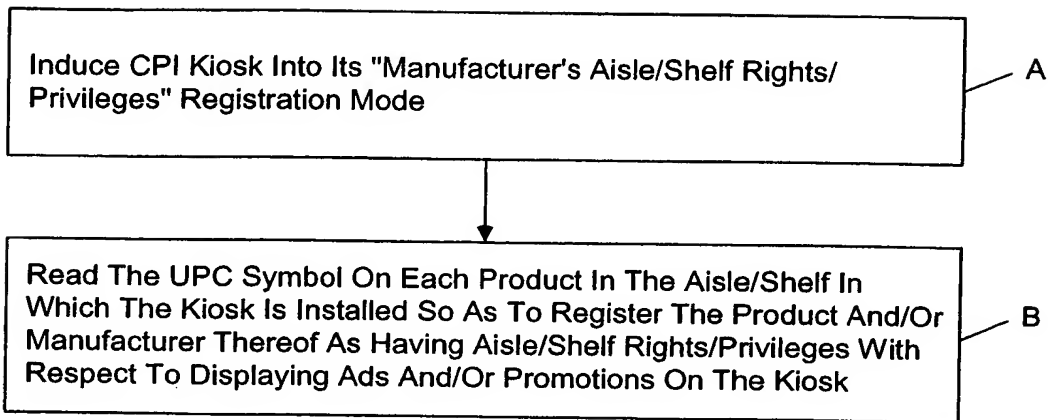 Induce CPI Kiosk Into Its "Manufacturer's Aisle/Shelf Rights/
Privileges" Registration Mode
A
Read The UPC Symbol On Each Product In The Aisle/Shelf In
Which The Kiosk Is Installed So As To Register The Product And/Or
Manufacturer Thereof As Having Aisle/Shelf Rights/Privileges With
Respect To Displaying Ads And/Or Promotions On The Kiosk
B